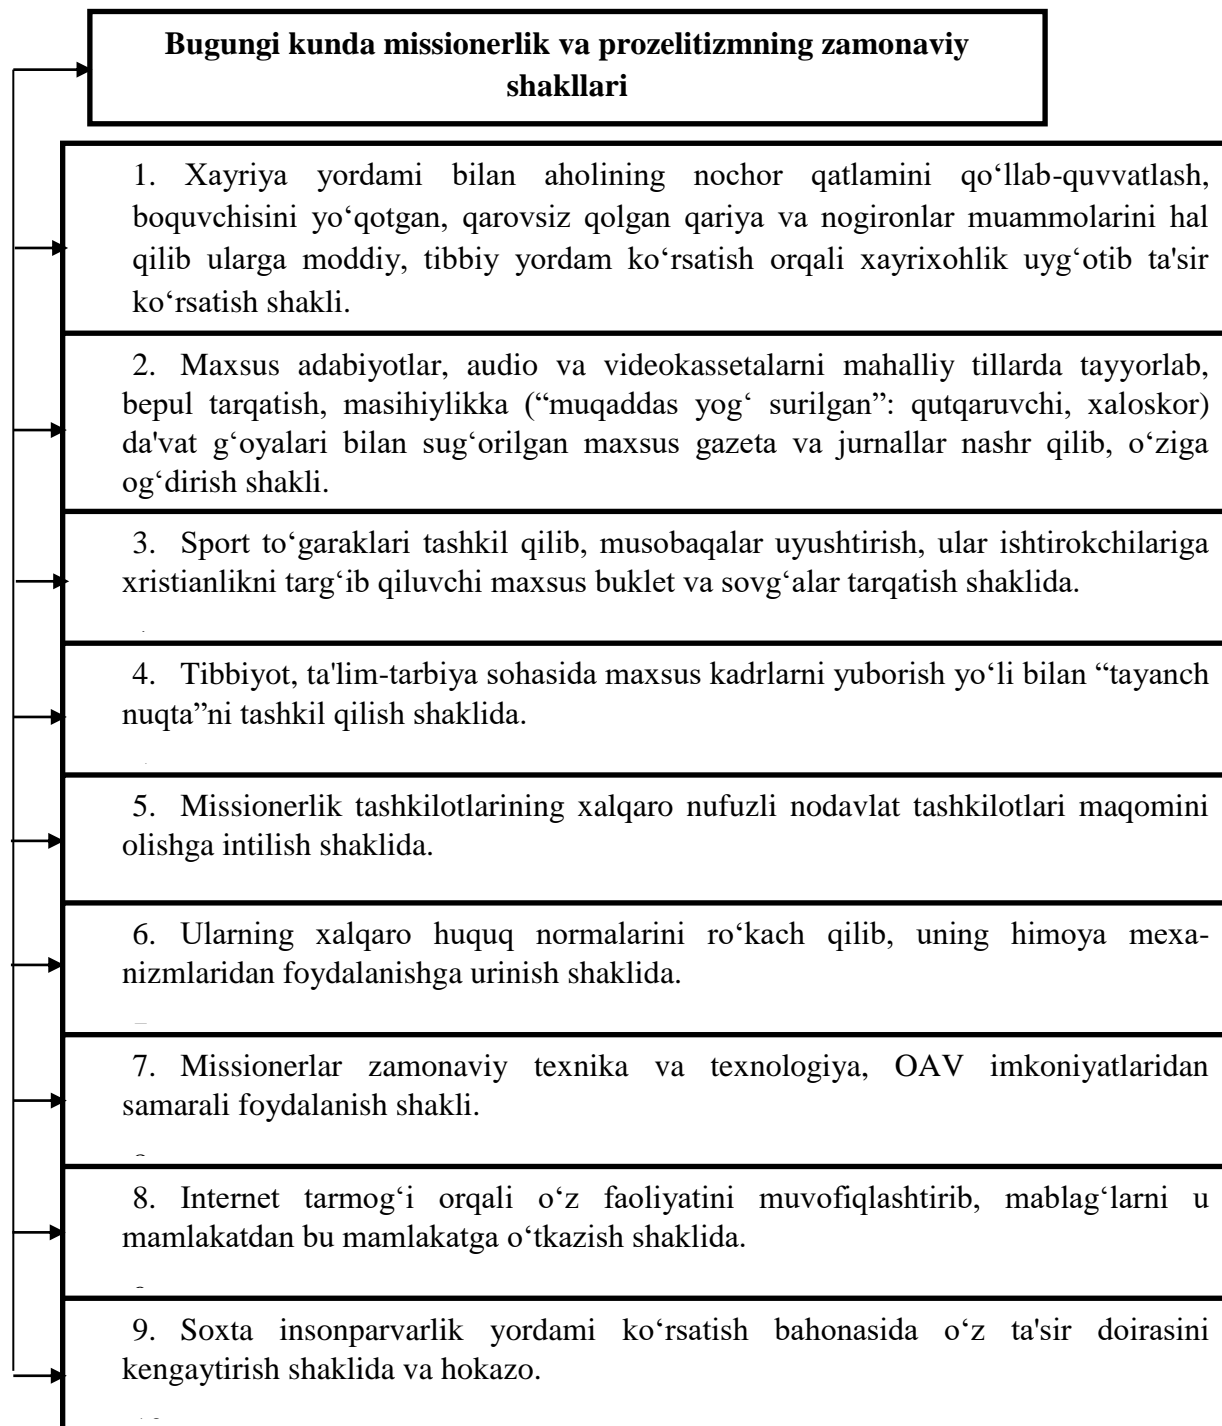 Bugungi kunda missionerlik va prozelitizmning zamonaviy
shakllari
1. Xayriya yordami bilan aholining nochor qatlamini qo‘llab-quvvatlash,
boquvchisini yo‘qotgan, qarovsiz qolgan qariya va nogironlar muammolarini hal
qilib ularga moddiy, tibbiy yordam ko‘rsatish orqali xayrixohlik uyg‘otib ta'sir
ko‘rsatish shakli.
2. Maxsus adabiyotlar, audio va videokassetalarni mahalliy tillarda tayyorlab,
bepul tarqatish, masihiylikka (“muqaddas yog‘ surilgan”: qutqaruvchi, xaloskor)
da'vat g‘oyalari bilan sug‘orilgan maxsus gazeta va jurnallar nashr qilib, o‘ziga
og‘dirish shakli.
3. Sport to‘garaklari tashkil qilib, musobaqalar uyushtirish, ular ishtirokchilariga
xristianlikni targ‘ib qiluvchi maxsus buklet va sovg‘alar tarqatish shaklida.
4. Tibbiyot, ta'lim-tarbiya sohasida maxsus kadrlarni yuborish yo‘li bilan “tayanch
nuqta”ni tashkil qilish shaklida.
5. Missionerlik tashkilotlarining xalqaro nufuzli nodavlat tashkilotlari maqomini
olishga intilish shaklida.
6. Ularning xalqaro huquq normalarini ro‘kach qilib, uning himoya mexa-
nizmlaridan foydalanishga urinish shaklida.
7. Missionerlar zamonaviy texnika va texnologiya, OAV imkoniyatlaridan
samarali foydalanish shakli.
8. Internet tarmog‘i orqali o‘z faoliyatini muvofiqlashtirib, mablag‘larni u
mamlakatdan bu mamlakatga o‘tkazish shaklida.
9. Soxta insonparvarlik yordami ko‘rsatish bahonasida o‘z ta'sir doirasini
kengaytirish shaklida va hokazo.